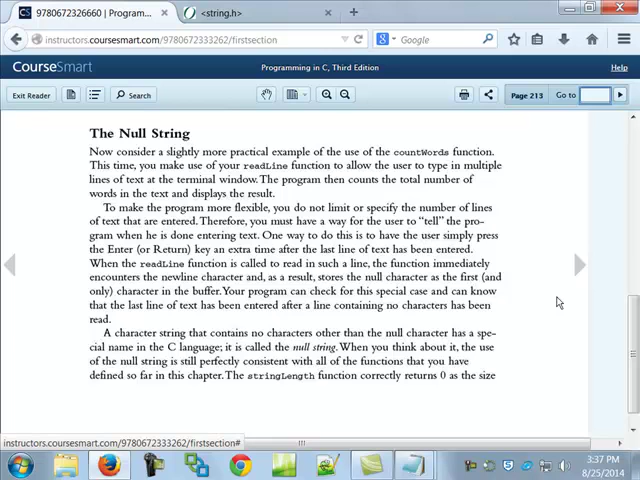 9780672326660 | Program...
<string.h>
instructors.coursesmart.com/9780672333262/firstsection
Google
CourseSmart
Programming in C, Third Edition
Help
Exit Reader
Search
Page 213
Go to
The Null String
Now consider a slightly more practical example of the use of the countWords function.
This time, you make use of your readLine function to allow the user to type in multiple
lines of text at the terminal window. The program then counts the total number of
words in the text and displays the result.
To make the program more flexible, you do not limit or specify the number of lines
of text that are entered. Therefore, you must have a way for the user to "tell" the pro-
gram when he is done entering text. One way to do this is to have the user simply press
the Enter (or Return) key an extra time after the last line of text has been entered.
When the readLine function is called to read in such a line, the function immediately
encounters the newline character and, as a result, stores the null character as the first (and
only) character in the buffer. Your program can check for this special case and can know
that the last line of text has been entered after a line containing no characters has been
read.
A character string that contains no characters other than the null character has a spe-
cial name in the C language; it is called the null string. When you think about it, the use
of the null string is still perfectly consistent with all of the functions that you have
defined so far in this chapter. The stringLength function correctly returns 0 as the size
instructors.coursesmart.com/9780672333262/firstsection#
3:37 PM
8/25/2014